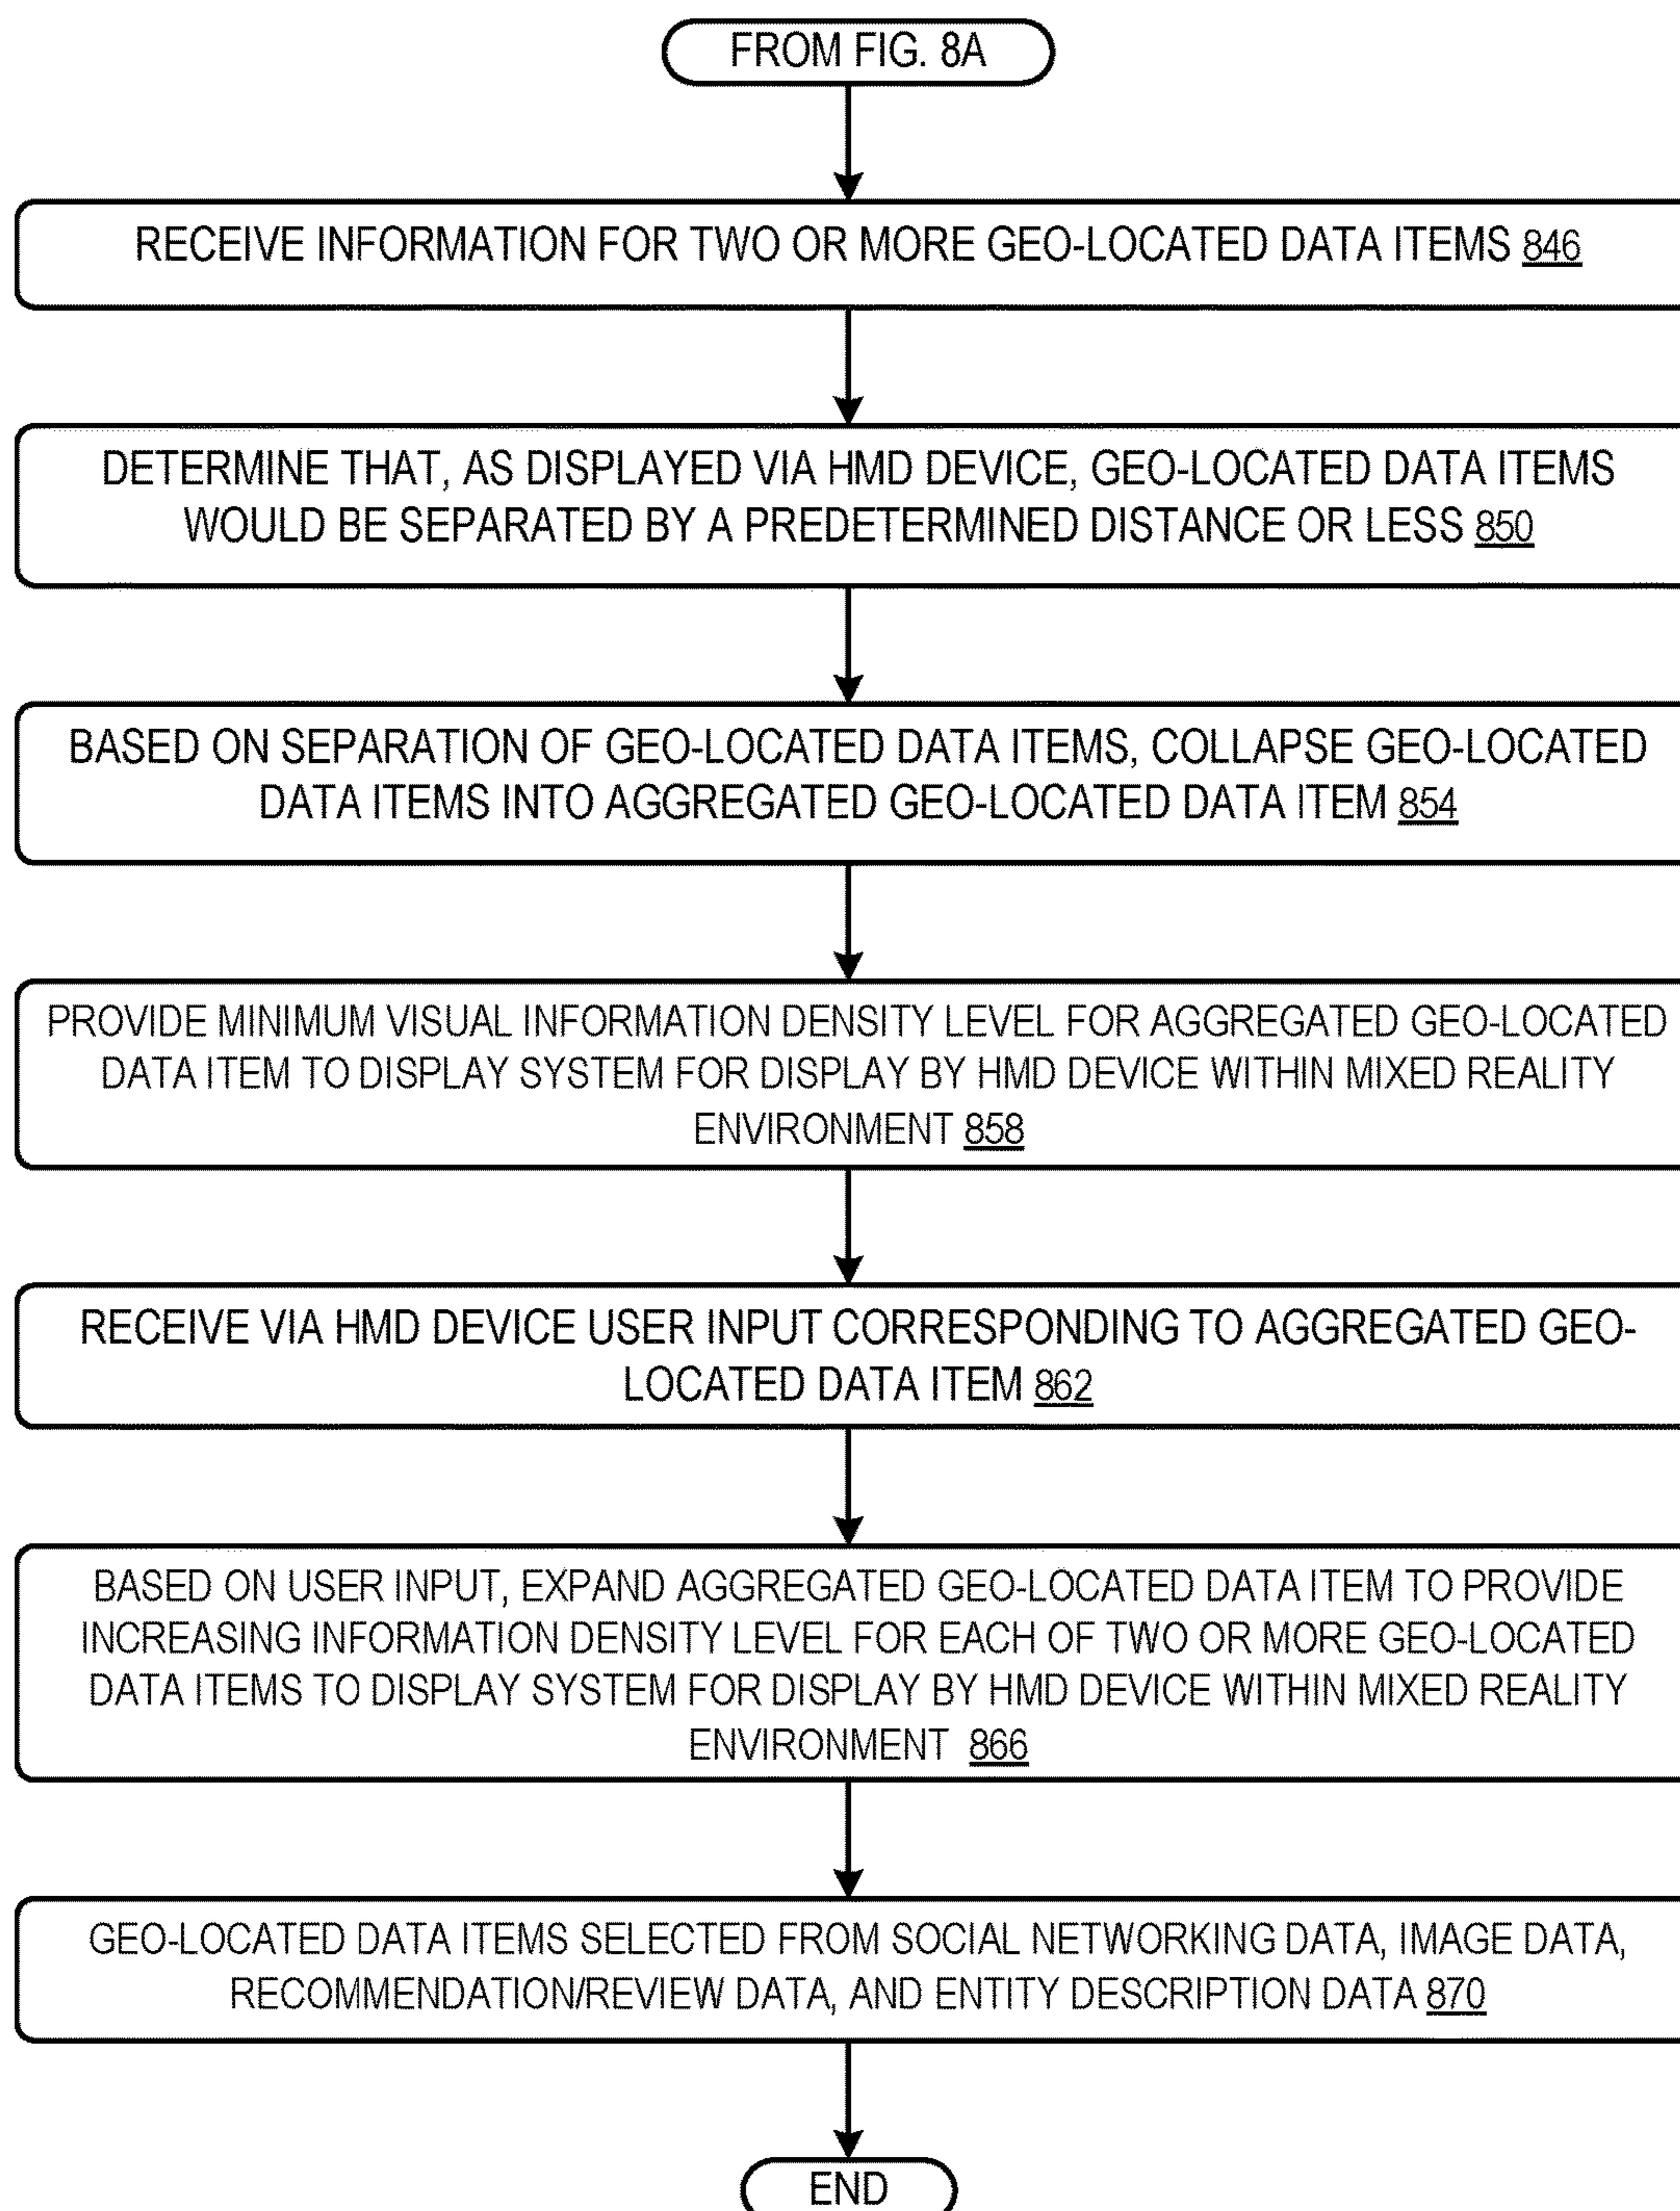 FROM FIG. 8A
RECEIVE INFORMATION FOR TWO OR MORE GEO-LOCATED DATA ITEMS 846
DETERMINE THAT, AS DISPLAYED VIA HMD DEVICE, GEO-LOCATED DATA ITEMS
WOULD BE SEPARATED BY A PREDETERMINED DISTANCE OR LESS 850
BASED ON SEPARATION OF GEO-LOCATED DATA ITEMS, COLLAPSE GEO-LOCATED
DATA ITEMS INTO AGGREGATED GEO-LOCATED DATA ITEM 854
PROVIDE MINIMUM VISUAL INFORMATION DENSITY LEVEL FOR AGGREGATED GEO-LOCATED
DATA ITEM TO DISPLAY SYSTEM FOR DISPLAY BY HMD DEVICE WITHIN MIXED REALITY
ENVIRONMENT 858
RECEIVE VIA HMD DEVICE USER INPUT CORRESPONDING TO AGGREGATED GEO-
LOCATED DATA ITEM 862
BASED ON USER INPUT, EXPAND AGGREGATED GEO-LOCATED DATA ITEM TO PROVIDE
INCREASING INFORMATION DENSITY LEVEL FOR EACH OF TWO OR MORE GEO-LOCATED
DATA ITEMS TO DISPLAY SYSTEM FOR DISPLAY BY HMD DEVICE WITHIN MIXED REALITY
ENVIRONMENT 866
GEO-LOCATED DATA ITEMS SELECTED FROM SOCIAL NETWORKING DATA, IMAGE DATA,
RECOMMENDATION/REVIEW DATA, AND ENTITY DESCRIPTION DATA 870
END